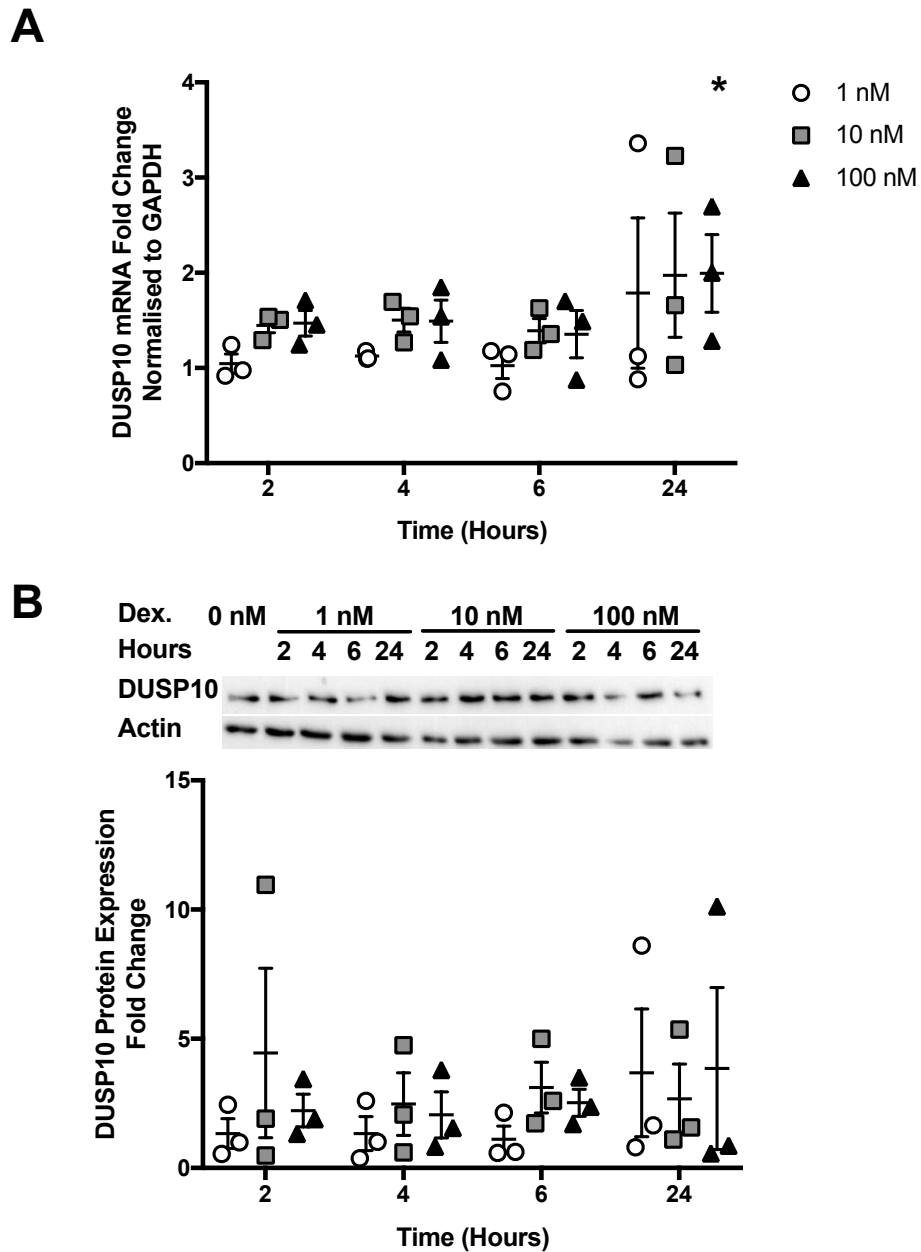 A
4
3
2
1
0
DUSP10 mRNA Fold Change
Normalised to GAPDH
*
1 nM
10 nM
100 nM
2 4 6 24
Time (Hours)
B
Dex. 0 nM 1 nM 10 nM 100 nM
Hours 2 4 6 24 2 4 6 24 2 4 6 24
DUSP10
Actin
15
10
5
0
DUSP10 Protein Expression
Fold Change
2 4 6 24
Time (Hours)